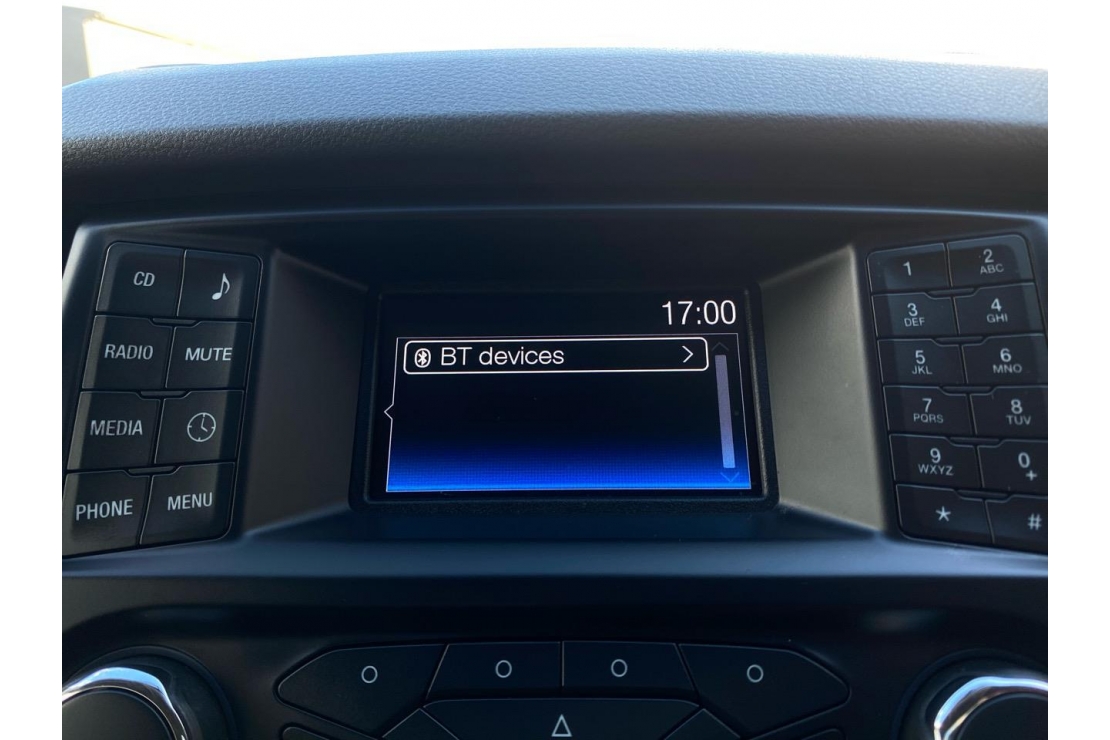 17:00
BT devices
CD
RADIO
MUTE
MEDIA
PHONE
MENU
1
2
ABC
3
DEF
4
GHI
5
JKL
6
MNO
7
PQRS
8
TUV
9
WXYZ
0
+
*
#